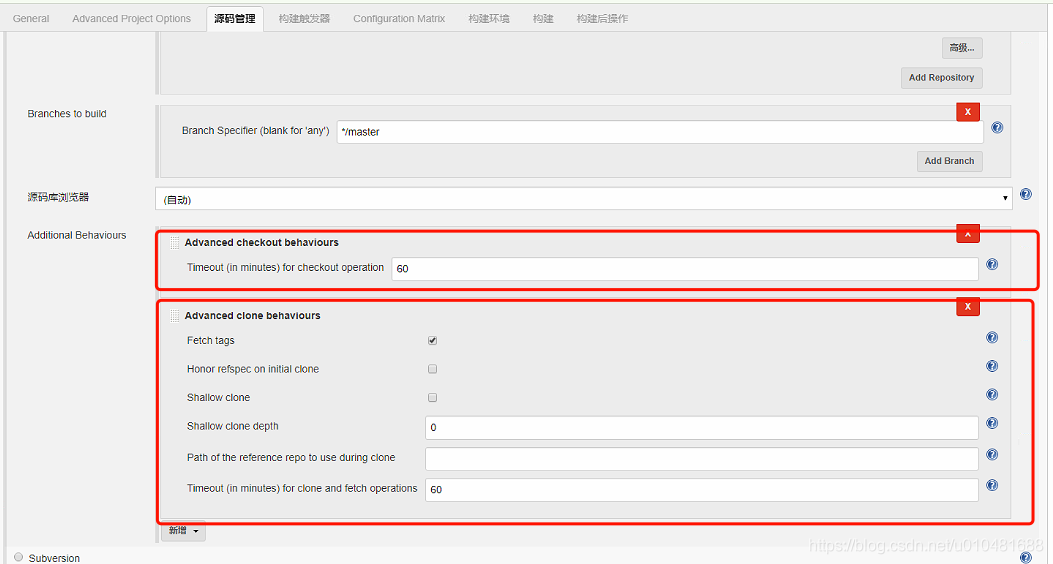 General Advanced Project Options 源码管理 构建触发器 Configuration Matrix 构建环境 构建 构建后操作
高级...
Add Repository
Branches to build
X
Branch Specifier (blank for 'any') */master
Add Branch
源码库浏览器 (自动)
Additional Behaviours
Advanced checkout behaviours
Timeout (in minutes) for checkout operation 60
Advanced clone behaviours X
Fetch tags
Honor refspec on initial clone
Shallow clone
Shallow clone depth 0
Path of the reference repo to use during clone
Timeout (in minutes) for clone and fetch operations 60
新增
https://blog.csdn.net/u010481688
Subversion